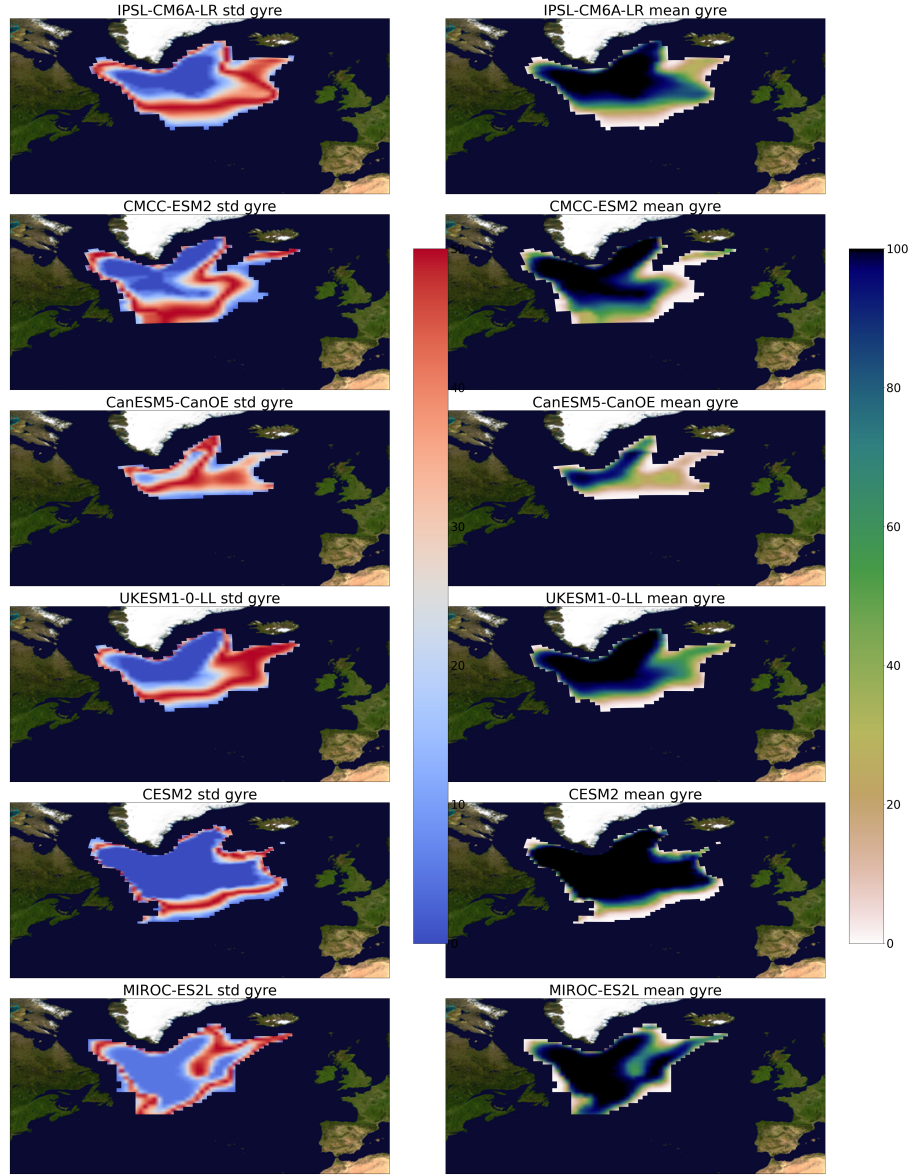 IPSL-CM6A-LR std gyre
IPSL-CM6A-LR mean gyre
CMCC-ESM2 std gyre
CMCC-ESM2 mean gyre
CanESM5-CanOE std gyre
CanESM5-CanOE mean gyre
UKESM1-0-LL std gyre
UKESM1-0-LL mean gyre
CESM2 std gyre
CESM2 mean gyre
MIROC-ES2L std gyre
MIROC-ES2L mean gyre
40
30
20
10
0
100
80
60
40
20
0